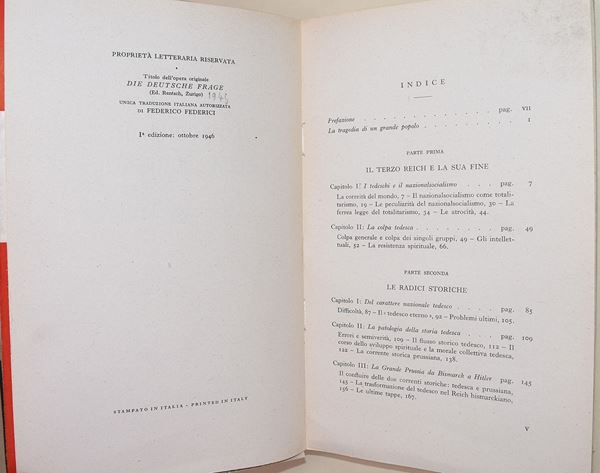 PROPRIETÀ LETTERARIA RISERVATA
Titolo dell'opera originale
DIE DEUTSCHE FRAGE
(Ed. Rentsch, Zurigo) 1945
UNICA TRADUZIONE ITALIANA AUTORIZZATA
DI FEDERICO FEDERICI
Iª edizione: ottobre 1946
STAMPATO IN ITALIA - PRINTED IN ITALY
INDICE
Prefazione . . . . . . . . . . . . . pag. VII
La tragedia di un grande popolo . . . . . . . . 1
PARTE PRIMA
IL TERZO REICH E LA SUA FINE
Capitolo I: I tedeschi e il nazionalsocialismo . . . pag. 7
La correità del mondo, 7 – Il nazionalsocialismo come totali-
tarismo, 19 – Le peculiarità del nazionalsocialismo, 30 – La
ferrea legge del totalitarismo, 34 – Le atrocità, 44.
Capitolo II: La colpa tedesca . . . . . . . . pag. 49
Colpa generale e colpa dei singoli gruppi, 49 – Gli intellet-
tuali, 52 – La resistenza spirituale, 66.
PARTE SECONDA
LE RADICI STORICHE
Capitolo I: Del carattere nazionale tedesco . . . . pag. 85
Difficoltà, 87 – Il « tedesco eterno », 92 – Problemi ultimi, 105.
Capitolo II: La patologia della storia tedesca . . . . pag. 109
Errori e semiverità, 109 – Il flusso storico tedesco, 112 – Il
corso dello sviluppo spirituale e la morale collettiva tedesca,
122 – La corrente storica prussiana, 138.
Capitolo III: La Grande Prussia da Bismarck a Hitler pag. 145
Il confluire delle due correnti storiche: tedesca e prussiana,
145 – La trasformazione del tedesco nel Reich bismarckiano,
156 – Le ultime tappe, 167.
V